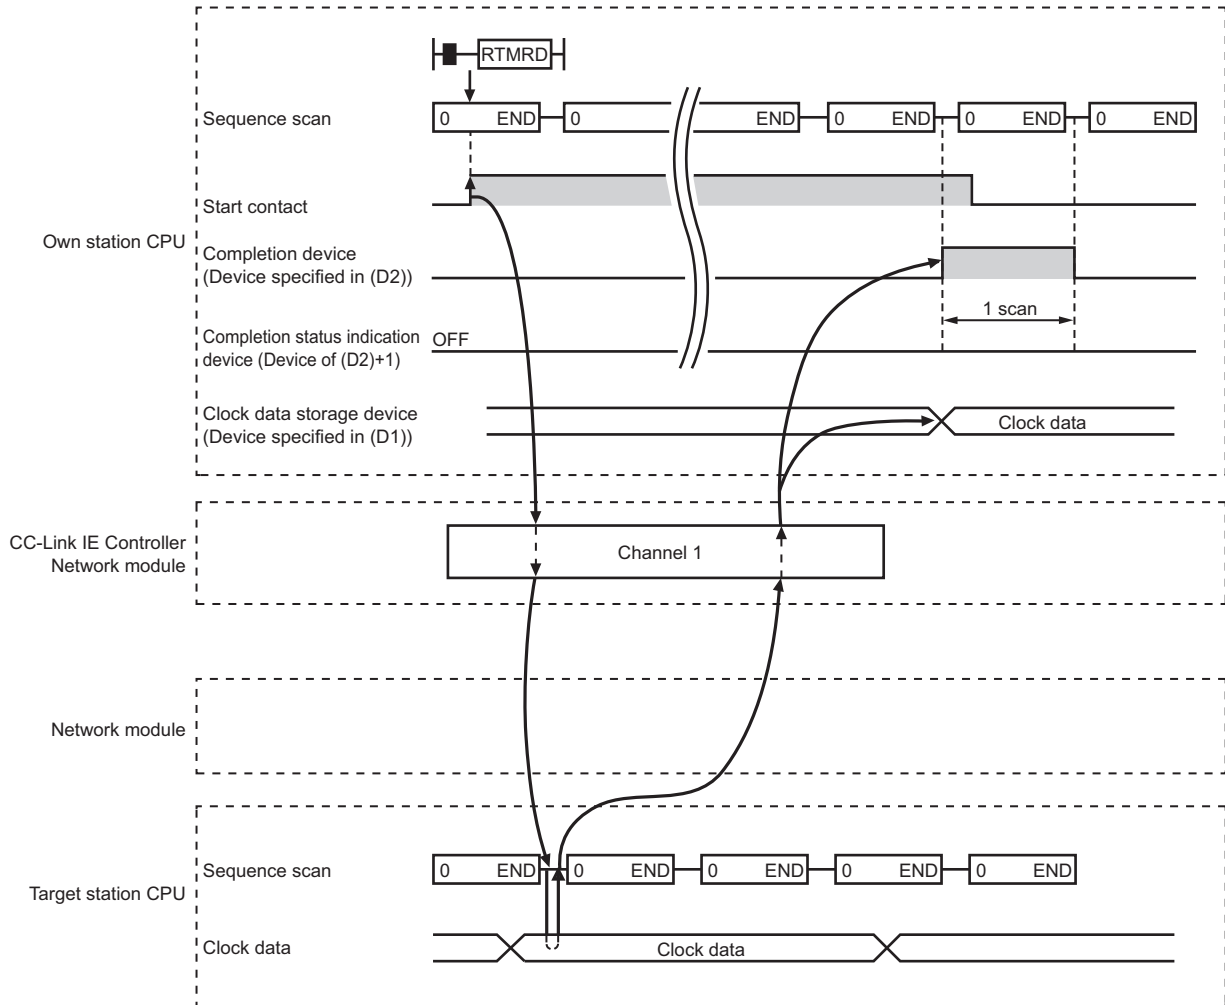 RTMRD
Sequence scan
0 END 0 END 0 END 0 END 0 END
Start contact
Own station CPU
Completion device
(Device specified in (D2))
1 scan
Completion status indication
device (Device of (D2)+1)
OFF
Clock data storage device
(Device specified in (D1))
Clock data
CC-Link IE Controller
Network module
Channel 1
Network module
Target station CPU
Sequence scan
0 END 0 END 0 END 0 END 0 END
Clock data
Clock data